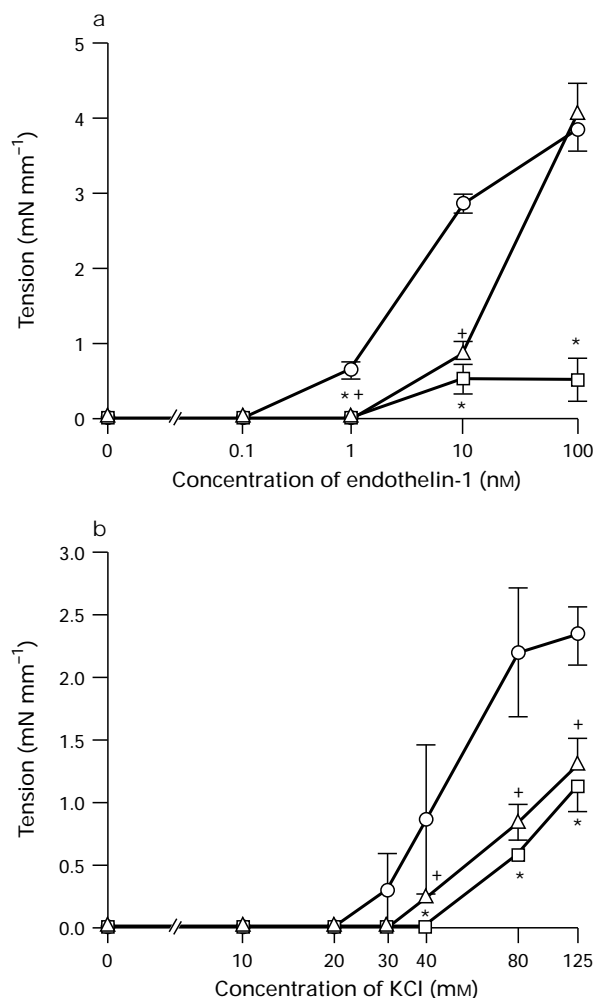 a
Tension (mN mm⁻¹)
5
4
3
2
1
0
+
*
* +
*
0 0.1 1 10 100
Concentration of endothelin-1 (nM)
b
Tension (mN mm⁻¹)
3.0
2.5
2.0
1.5
1.0
0.5
0.0
+
+
*
+
*
*
0 10 20 30 40 80 125
Concentration of KCl (mM)